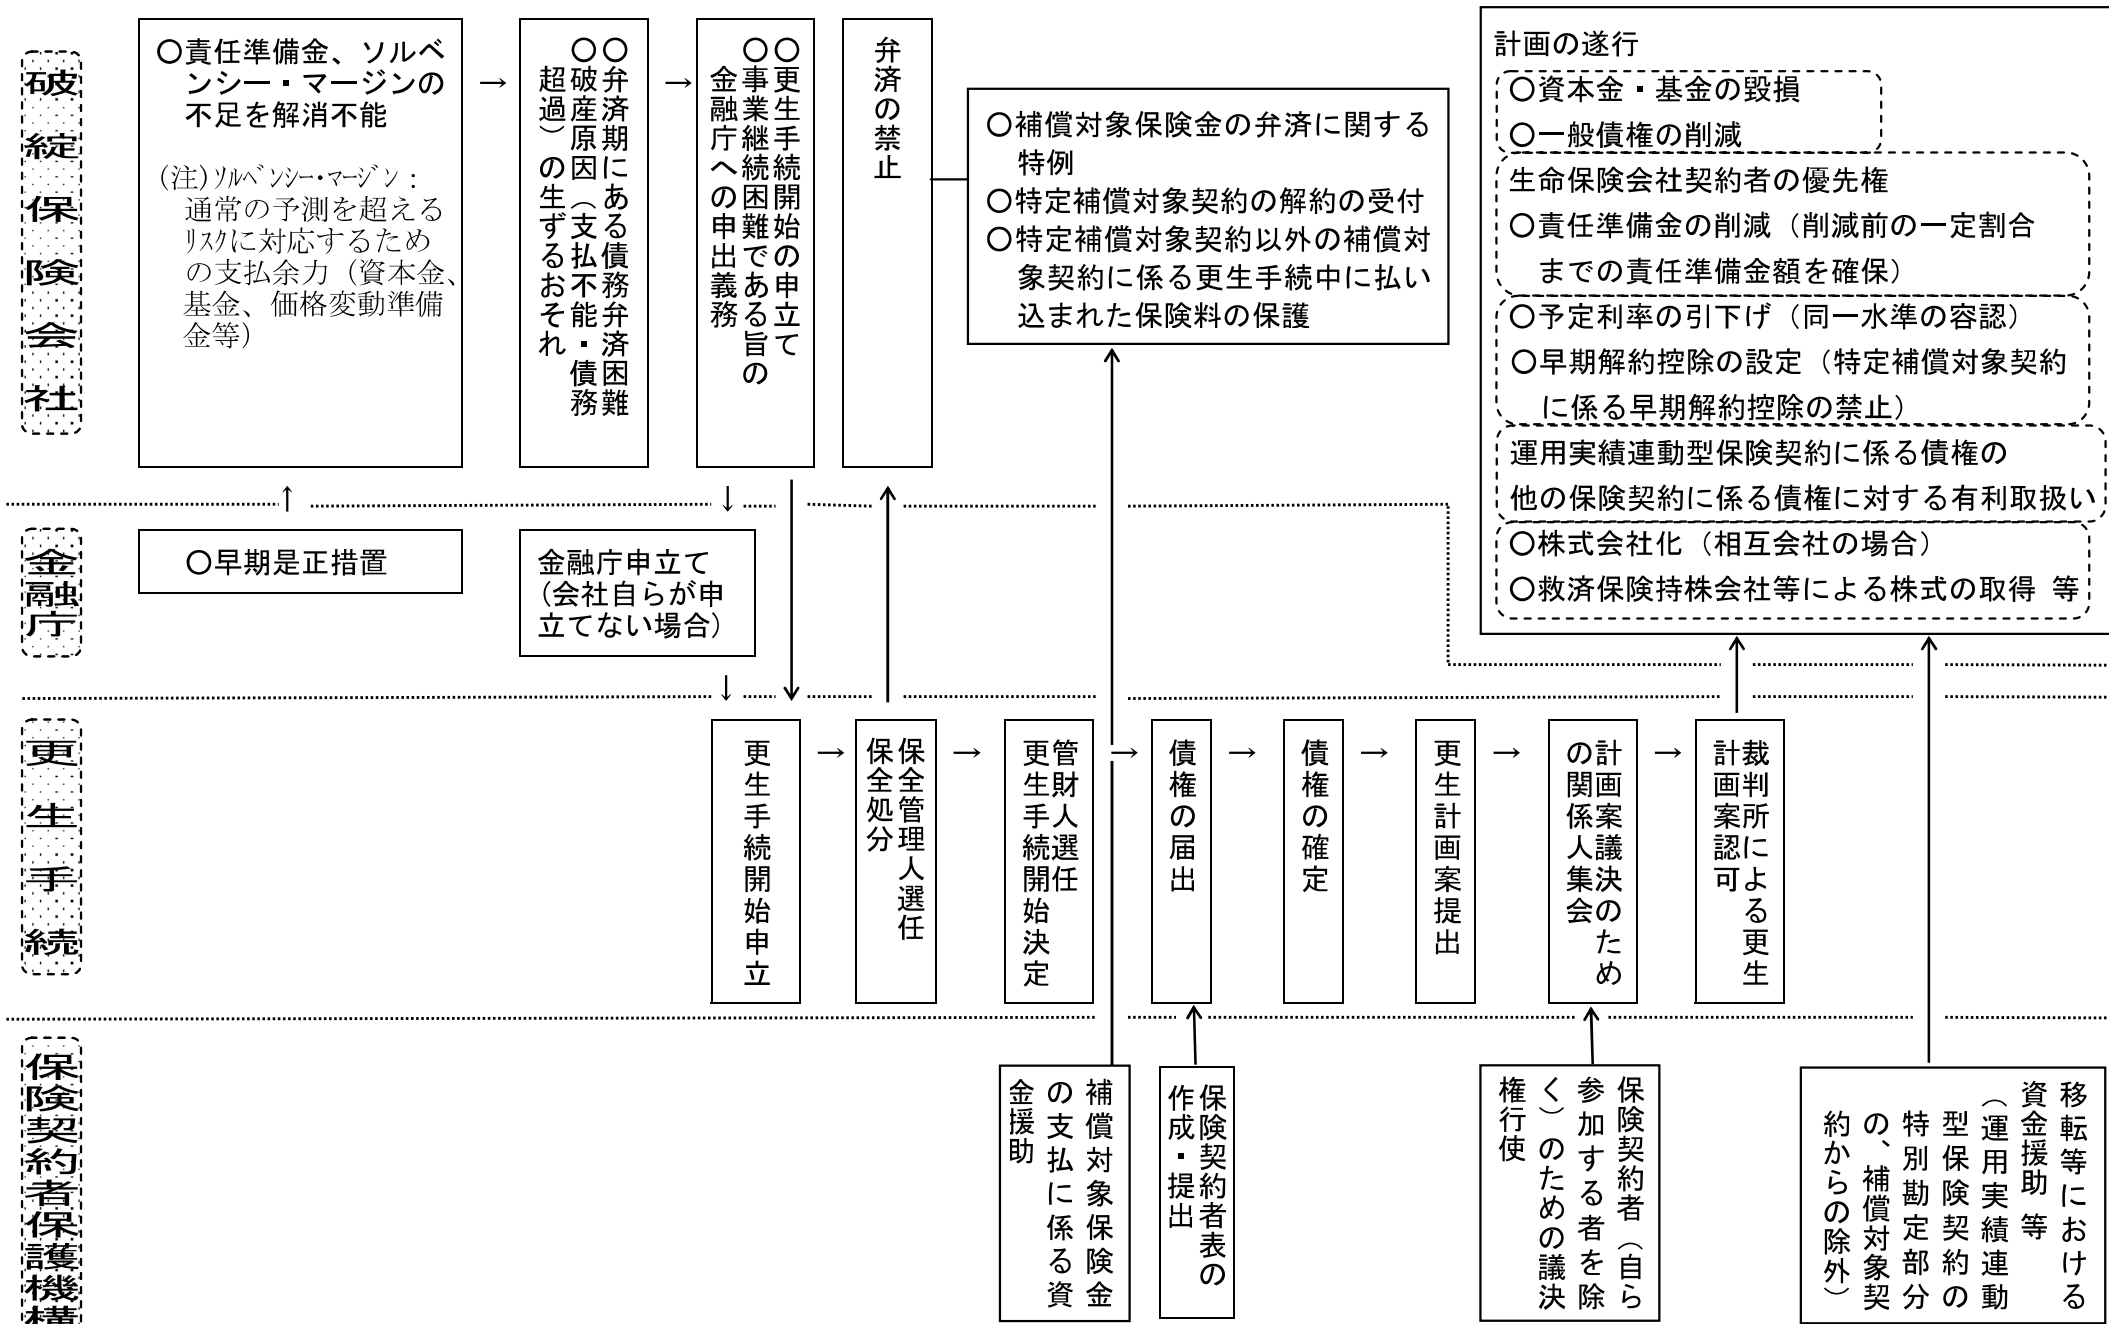 破綻保険会社
〇責任準備金、ソルベ
ンシー・マージンの
不足を解消不能
（注）ｿﾙﾍﾞﾝｼｰ・ﾏｰｼﾞﾝ：
通常の予測を超える
ﾘｽｸに対応するため
の支払余力（資本金、
基金、価格変動準備
金等）
→
〇弁済期にある債務弁済困難
〇破産原因（支払不能・債務
超過）の生ずるおそれ
→
〇更生手続開始の申立て
〇事業継続困難である旨の
金融庁への申出義務
弁済の禁止
〇補償対象保険金の弁済に関する
特例
〇特定補償対象契約の解約の受付
〇特定補償対象契約以外の補償対
象契約に係る更生手続中に払い
込まれた保険料の保護
計画の遂行
〇資本金・基金の毀損
〇一般債権の削減
生命保険会社契約者の優先権
〇責任準備金の削減（削減前の一定割合
までの責任準備金額を確保）
〇予定利率の引下げ（同一水準の容認）
〇早期解約控除の設定（特定補償対象契約
に係る早期解約控除の禁止）
運用実績連動型保険契約に係る債権の
他の保険契約に係る債権に対する有利取扱い
〇株式会社化（相互会社の場合）
〇救済保険持株会社等による株式の取得 等
↑
↓
金融庁
〇早期是正措置
金融庁申立て
（会社自らが申
立てない場合）
↓
更生手続
更生手続開始申立
→
保全管理人選任
保全処分
→
管財人選任
更生手続開始決定
→
債権の届出
→
債権の確定
→
更生計画案提出
→
計画案議決のため
の関係人集会
→
裁判所による更生
計画案認可
保険契約者保護機構
補償対象保険金
の支払に係る資
金援助
保険契約者表の
作成・提出
保険契約者（自ら
参加する者を除
く）のための議決
権行使
移転等における
資金援助 等
（運用実績連動
型保険契約の
特別勘定部分
の、補償対象契
約からの除外）